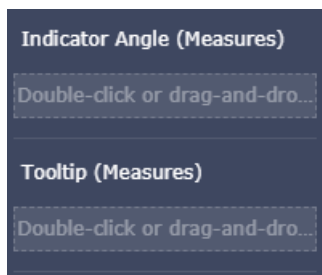 Indicator Angle (Measures)
Double-click or drag-and-dro...
Tooltip (Measures)
Double-click or drag-and-dro...